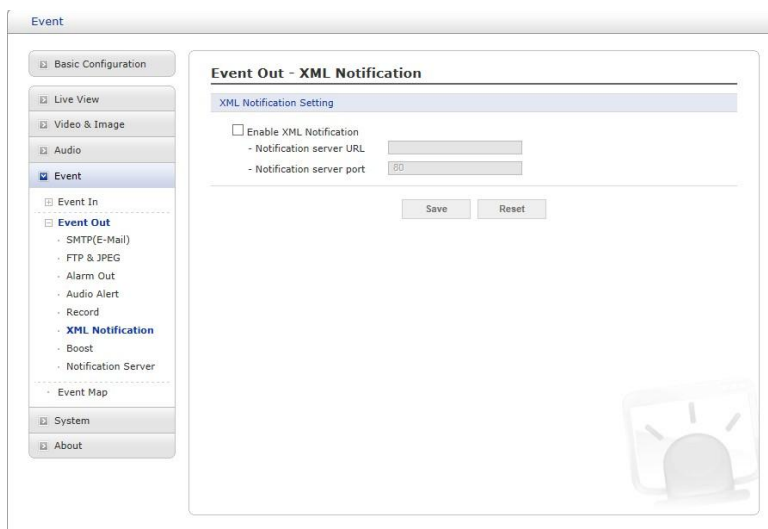 Event
Basic Configuration
Live View
Video & Image
Audio
Event
Event In
Event Out
SMTP(E-Mail)
FTP & JPEG
Alarm Out
Audio Alert
Record
XML Notification
Boost
Notification Server
Event Map
System
About
Event Out - XML Notification
XML Notification Setting
Enable XML Notification
- Notification server URL
- Notification server port 80
Save Reset